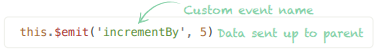 Custom event name
this.$emit('incrementBy', 5) Data sent up to parent